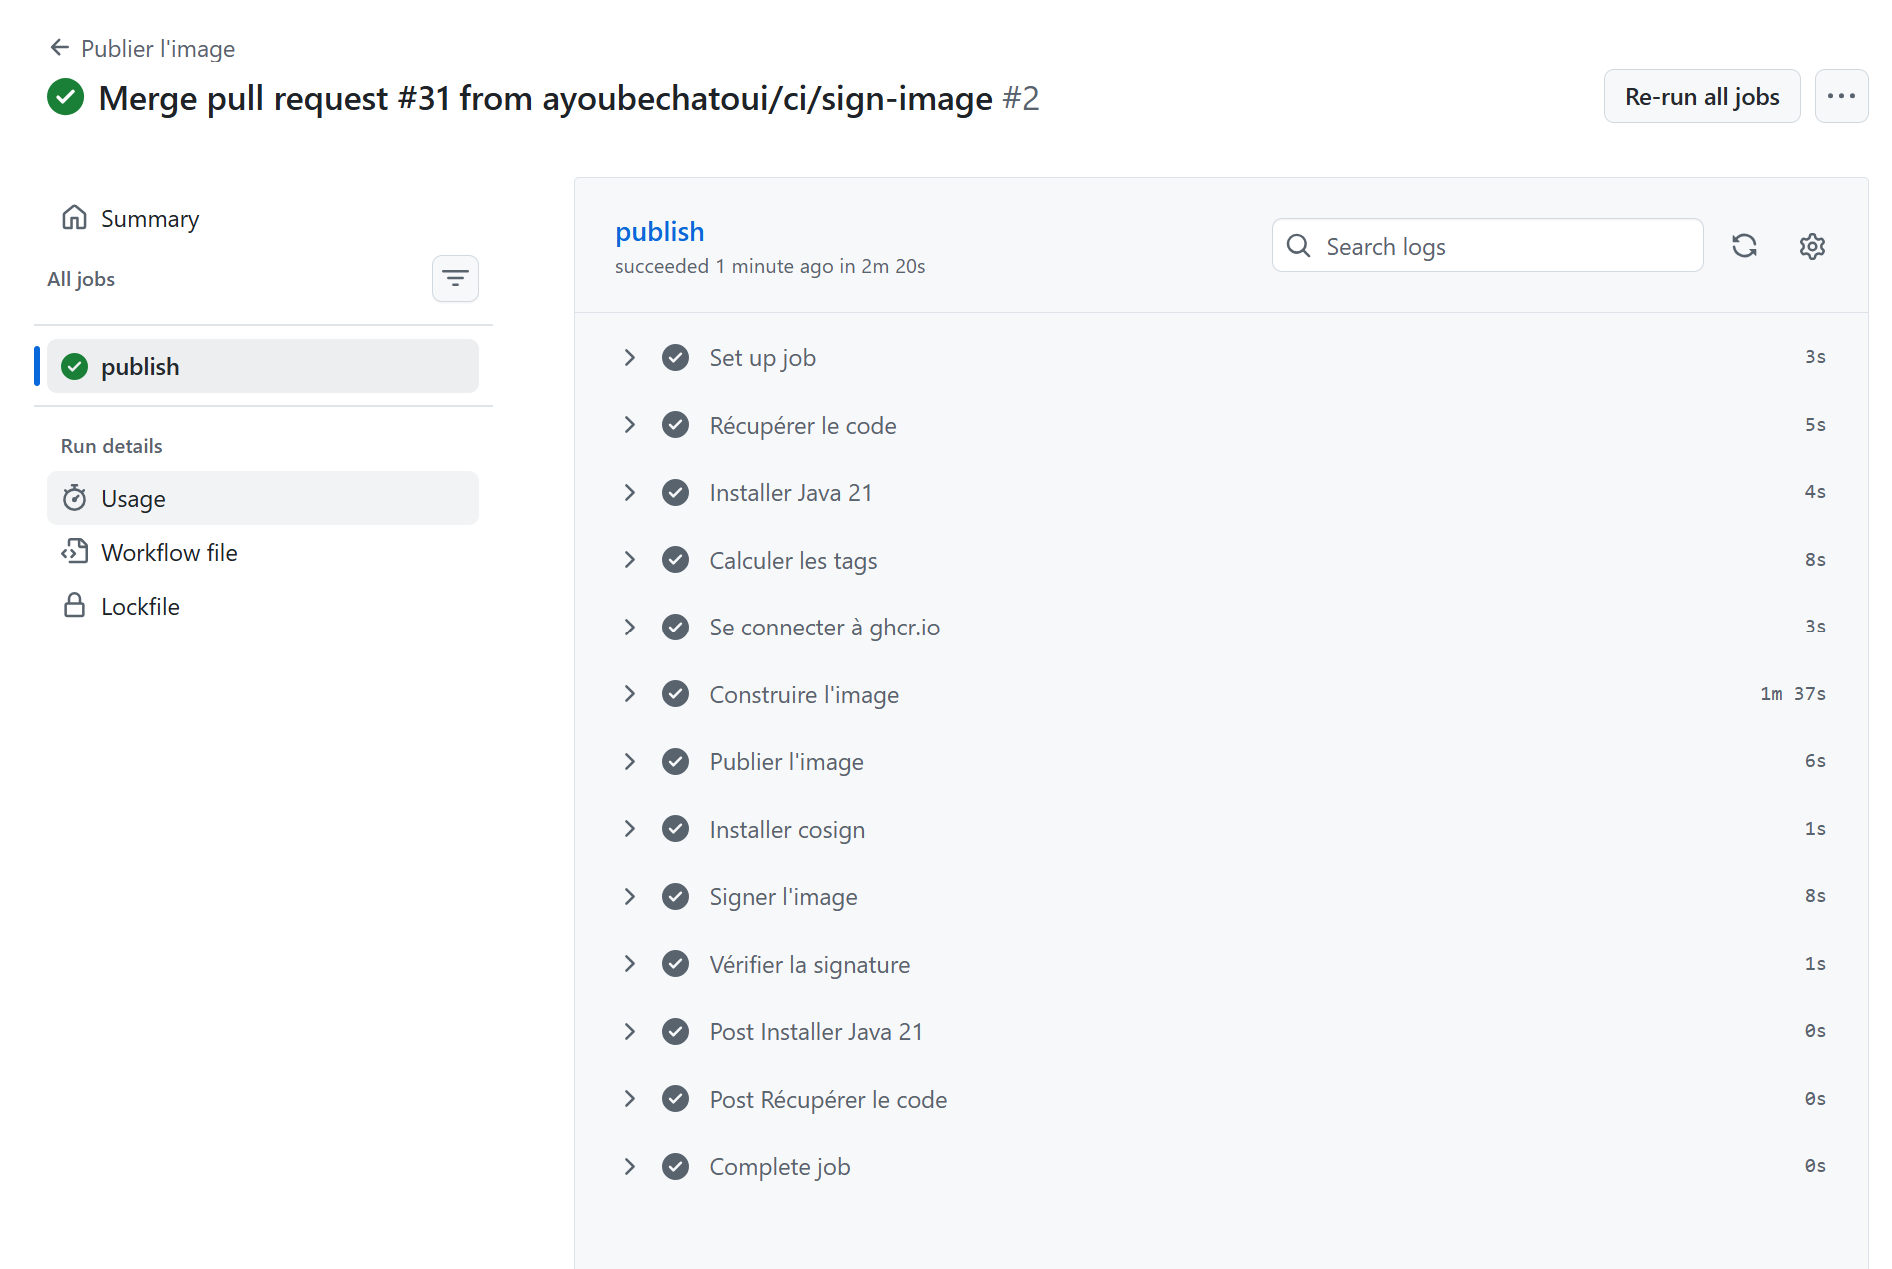 Publier l'image
Merge pull request #31 from ayoubechatoui/ci/sign-image #2
Re-run all jobs
Summary
All jobs
publish
Run details
Usage
Workflow file
Lockfile
publish
succeeded 1 minute ago in 2m 20s
Search logs
Set up job 3s
Récupérer le code 5s
Installer Java 21 4s
Calculer les tags 8s
Se connecter à ghcr.io 3s
Construire l'image 1m 37s
Publier l'image 6s
Installer cosign 1s
Signer l'image 8s
Vérifier la signature 1s
Post Installer Java 21 0s
Post Récupérer le code 0s
Complete job 0s